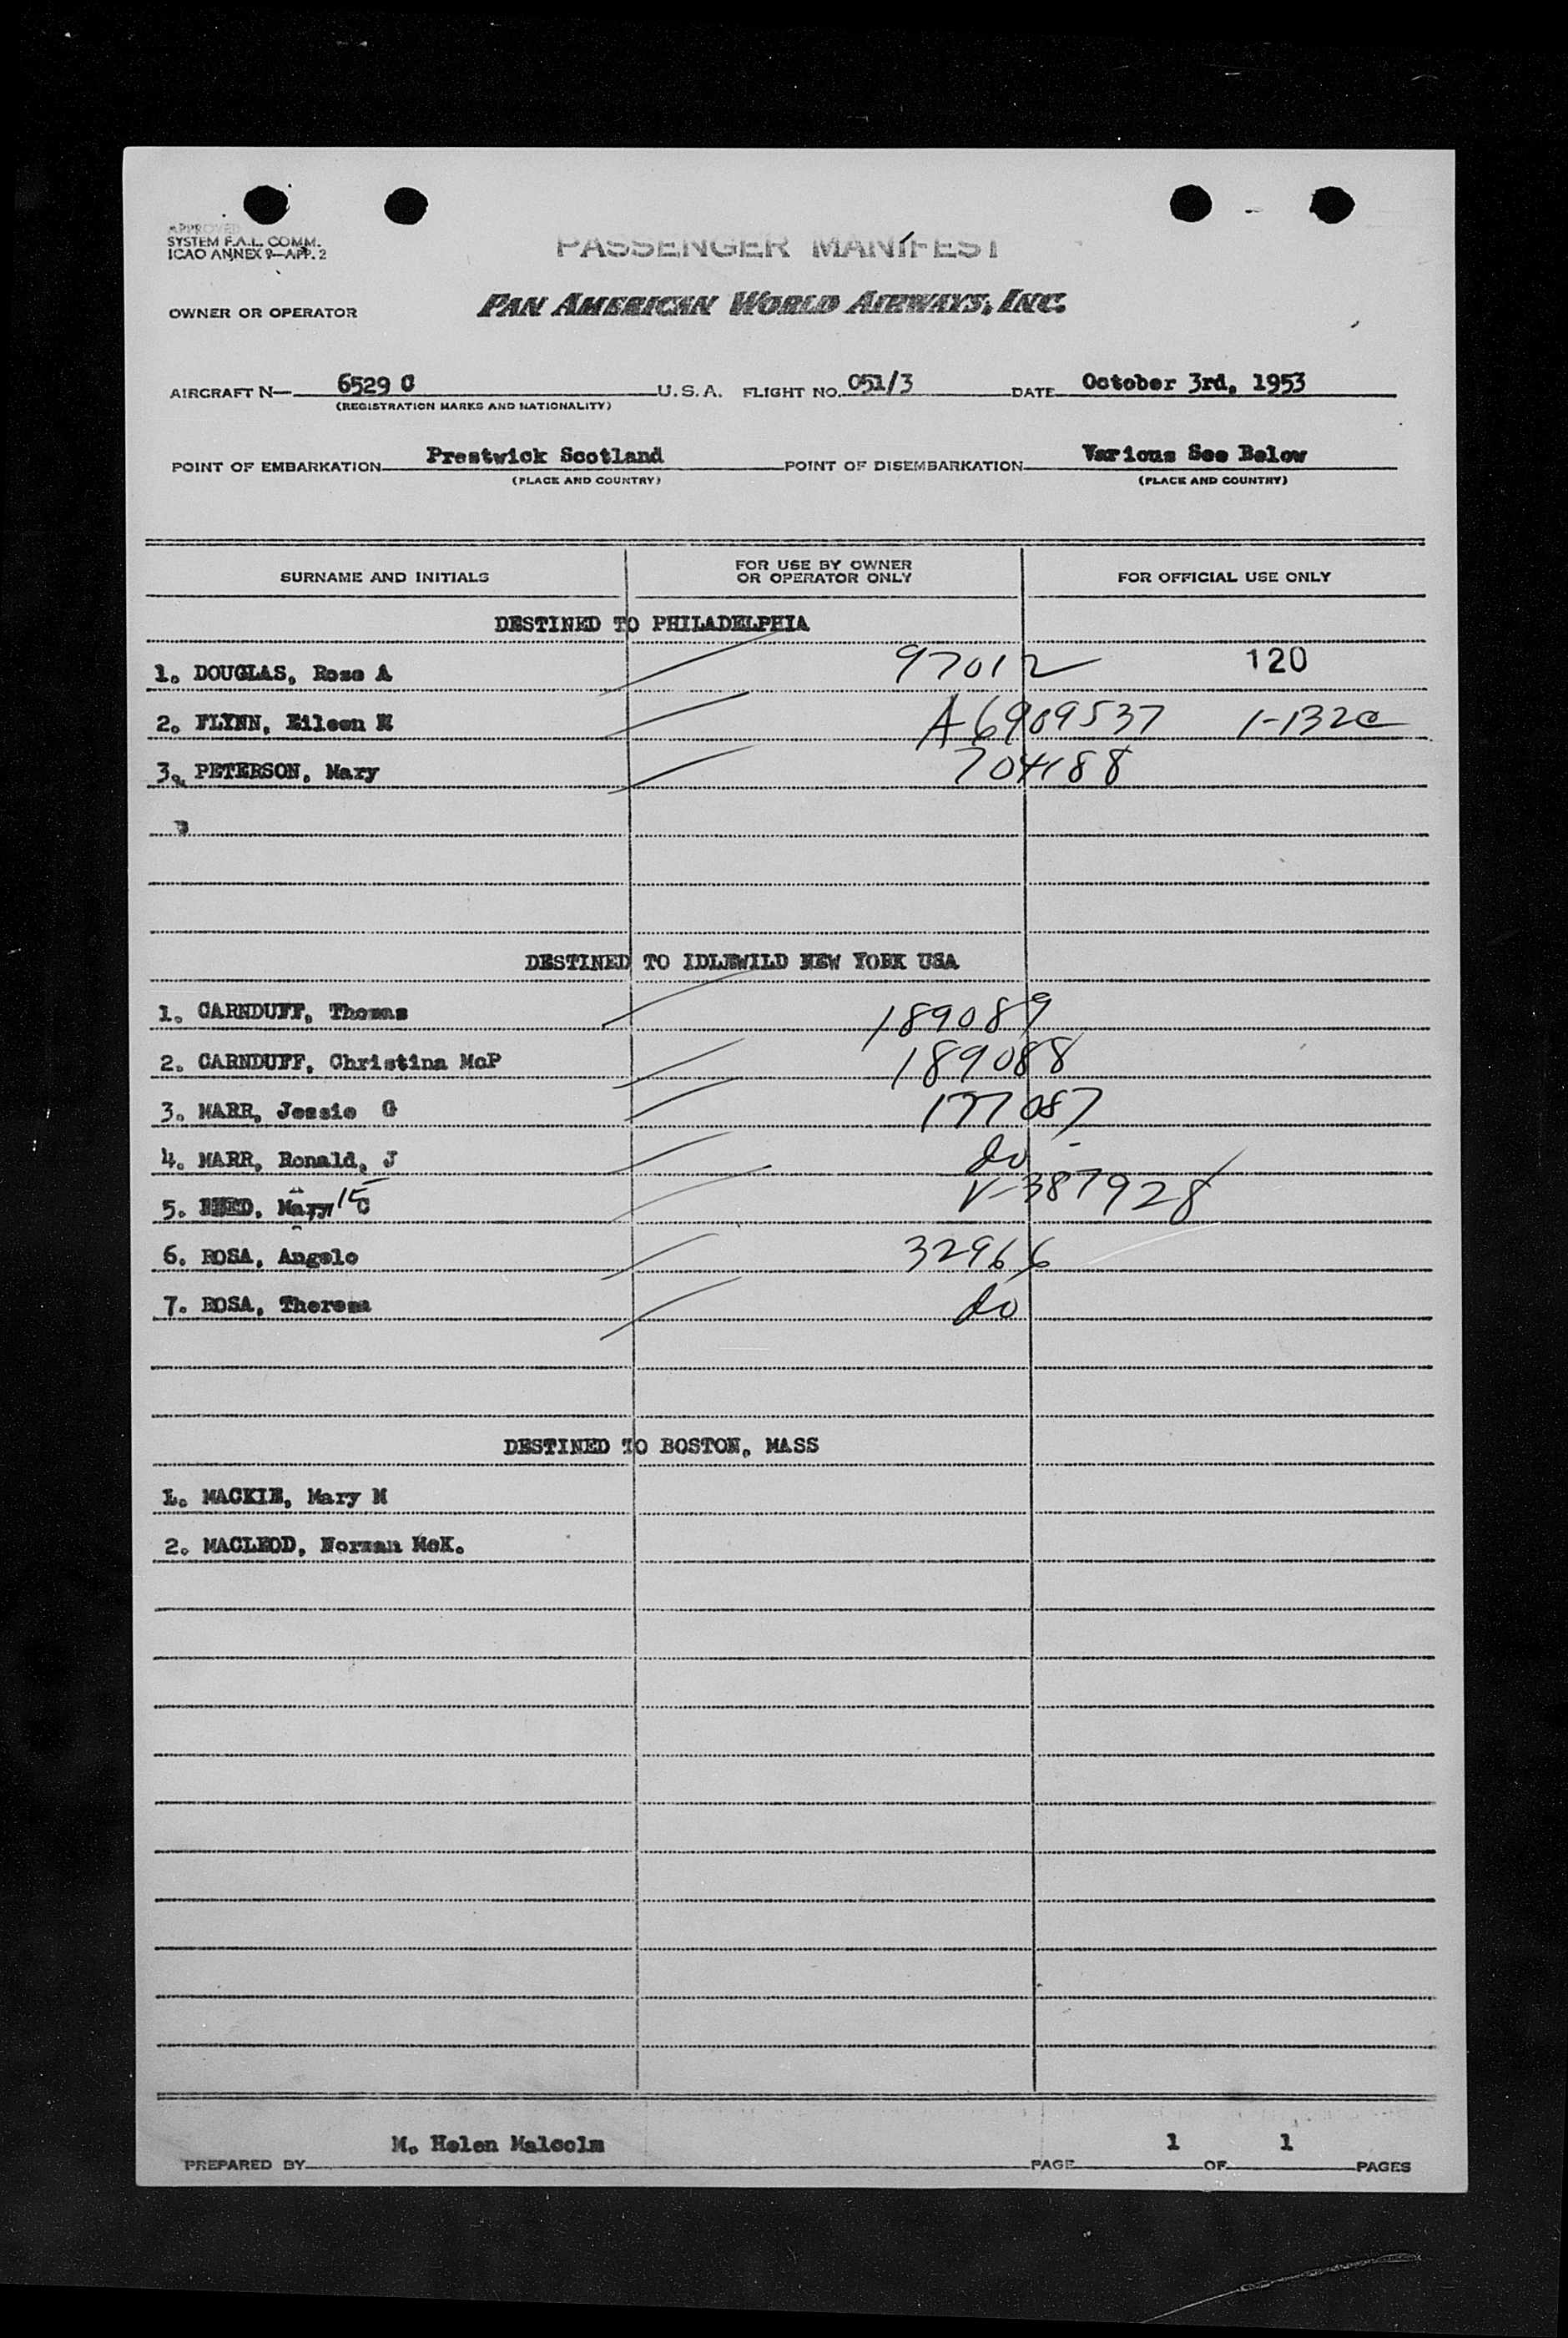 APPROVED
SYSTEM F.A.L. COMM.
ICAO ANNEX 9—APP. 2
PASSENGER MANIFEST
OWNER OR OPERATOR PAN AMERICAN WORLD AIRWAYS, INC.
AIRCRAFT N— 6529 C U.S.A. FLIGHT NO. 051/3 DATE October 3rd, 1953
(REGISTRATION MARKS AND NATIONALITY)
POINT OF EMBARKATION Prestwick Scotland POINT OF DISEMBARKATION Various See Below
(PLACE AND COUNTRY) (PLACE AND COUNTRY)
SURNAME AND INITIALS FOR USE BY OWNER OR OPERATOR ONLY FOR OFFICIAL USE ONLY
DESTINED TO PHILADELPHIA
1. DOUGLAS, Rose A 97012 120
2. FLYNN, Eileen M A6909537 1-132a
3. PETERSON, Mary 704188
DESTINED TO IDLEWILD NEW YORK USA
1. CARNDUFF, Thomas 189089
2. CARNDUFF, Christina McP 189088
3. MARR, Jessie G 177087
4. MARR, Ronald, J do
5. Mary C V-387928
6. ROSA, Angelo 32966
7. ROSA, Theresa do
DESTINED TO BOSTON, MASS
1. MACKIE, Mary M
2. MACLEOD, Norman McK.
PREPARED BY M. Helen Malcolm PAGE 1 OF 1 PAGES